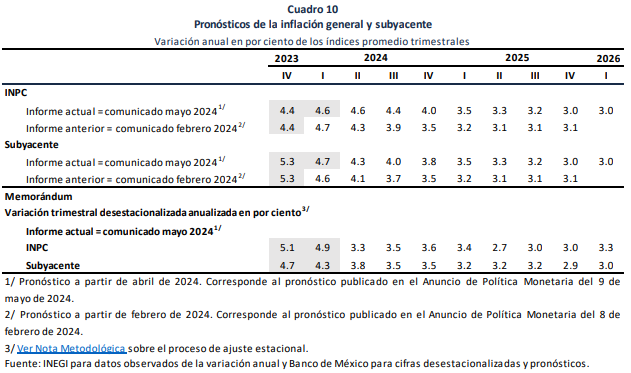 Cuadro 10
Pronósticos de la inflación general y subyacente
Variación anual en por ciento de los índices promedio trimestrales
2023 2024 2025 2026
IV I II III IV I II III IV I
INPC
Informe actual = comunicado mayo 2024 1/ 4.4 4.6 4.6 4.4 4.0 3.5 3.3 3.2 3.0 3.0
Informe anterior = comunicado febrero 2024 2/ 4.4 4.7 4.3 3.9 3.5 3.2 3.1 3.1 3.1
Subyacente
Informe actual = comunicado mayo 2024 1/ 5.3 4.7 4.3 4.0 3.8 3.5 3.3 3.2 3.0 3.0
Informe anterior = comunicado febrero 2024 2/ 5.3 4.6 4.1 3.7 3.5 3.2 3.1 3.1 3.1
Memorándum
Variación trimestral desestacionalizada anualizada en por ciento 3/
Informe actual = comunicado mayo 2024 1/
INPC 5.1 4.9 3.3 3.5 3.6 3.4 2.7 3.0 3.0 3.3
Subyacente 4.7 4.3 3.8 3.5 3.5 3.2 3.2 3.2 2.9 3.0
1/ Pronóstico a partir de abril de 2024. Corresponde al pronóstico publicado en el Anuncio de Política Monetaria del 9 de
mayo de 2024.
2/ Pronóstico a partir de febrero de 2024. Corresponde al pronóstico publicado en el Anuncio de Política Monetaria del 8 de
febrero de 2024.
3/ Ver Nota Metodológica sobre el proceso de ajuste estacional.
Fuente: INEGI para datos observados de la variación anual y Banco de México para cifras desestacionalizadas y pronósticos.